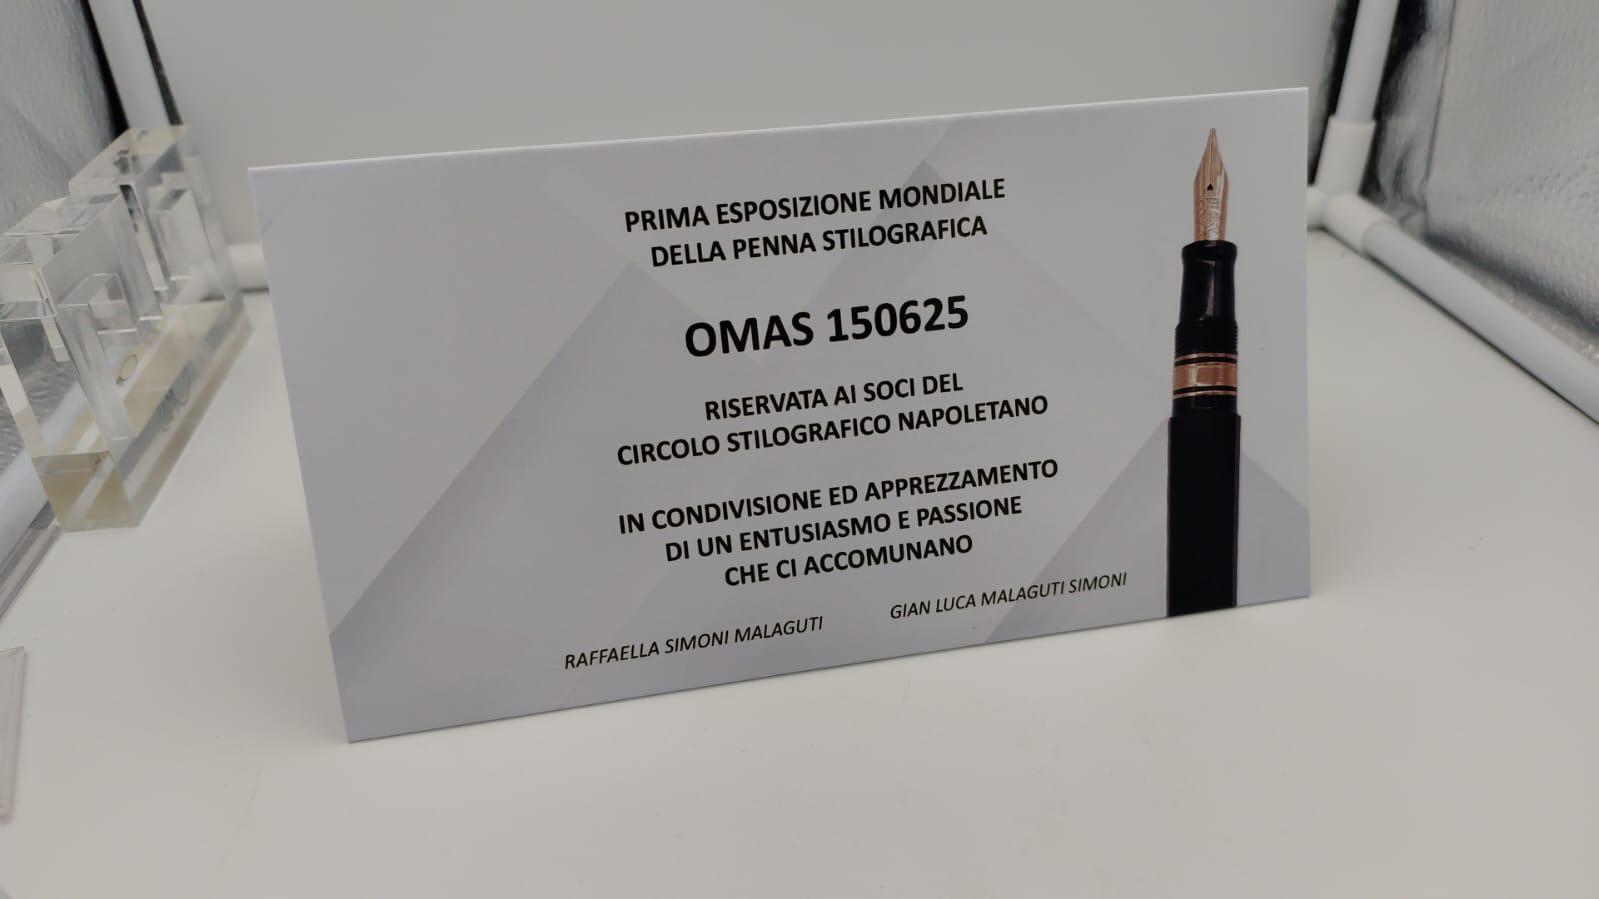 PRIMA ESPOSIZIONE MONDIALE
DELLA PENNA STILOGRAFICA
OMAS 150625
RISERVATA AI SOCI DEL
CIRCOLO STILOGRAFICO NAPOLETANO
IN CONDIVISIONE ED APPREZZAMENTO
DI UN ENTUSIASMO E PASSIONE
CHE CI ACCOMUNANO
RAFFAELLA SIMONI MALAGUTI
GIAN LUCA MALAGUTI SIMONI